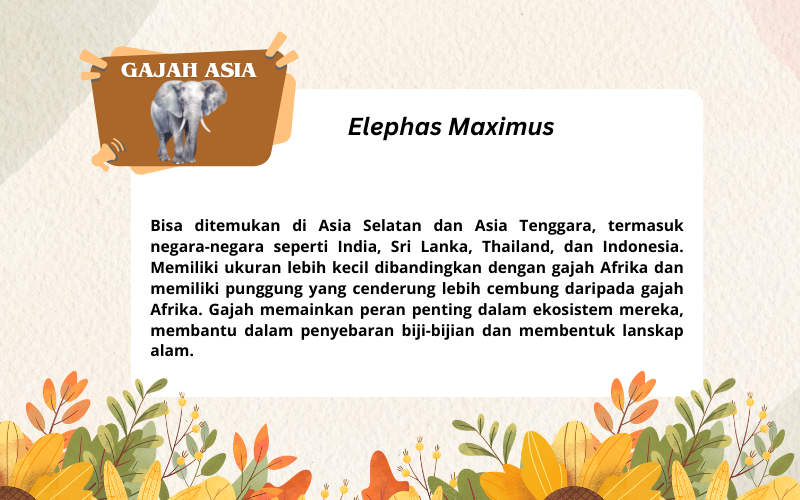 GAJAH ASIA
Elephas Maximus
Bisa ditemukan di Asia Selatan dan Asia Tenggara, termasuk
negara-negara seperti India, Sri Lanka, Thailand, dan Indonesia.
Memiliki ukuran lebih kecil dibandingkan dengan gajah Afrika dan
memiliki punggung yang cenderung lebih cembung daripada gajah
Afrika. Gajah memainkan peran penting dalam ekosistem mereka,
membantu dalam penyebaran biji-bijian dan membentuk lanskap
alam.